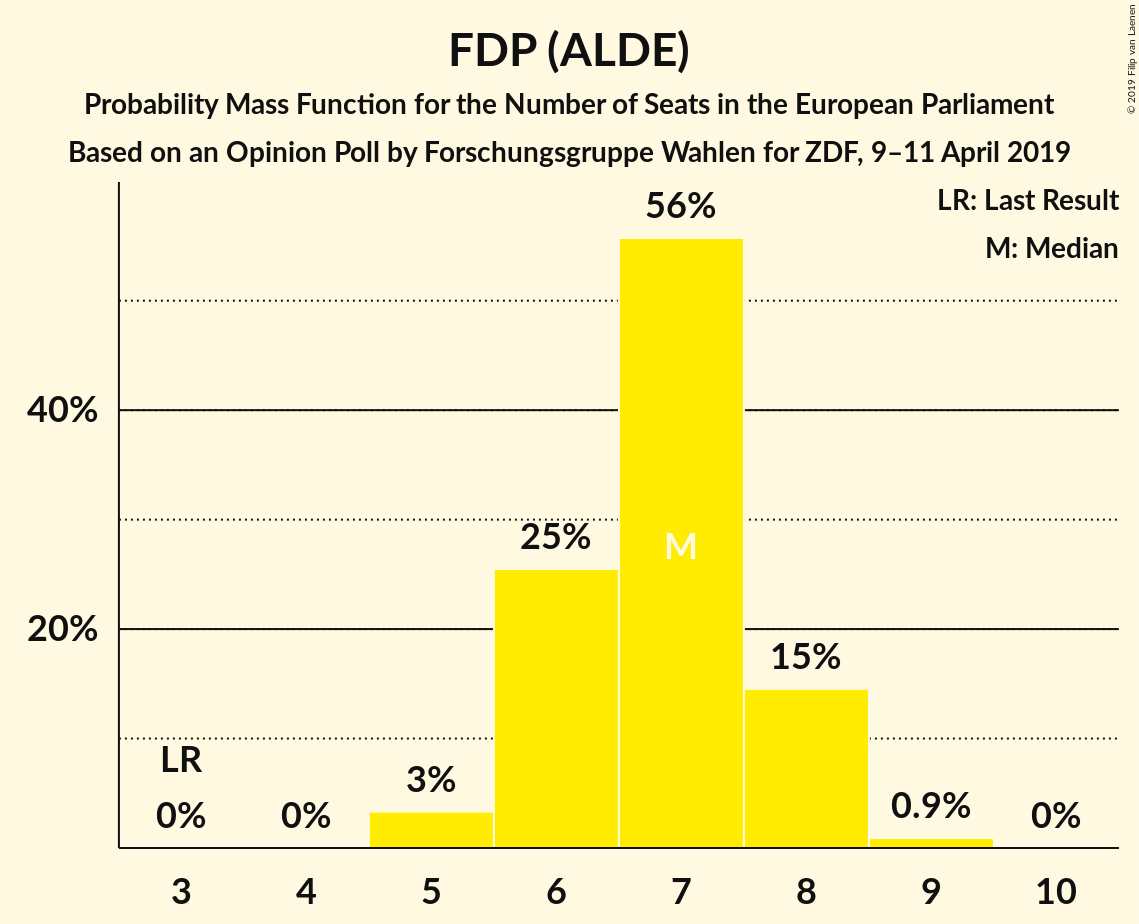 FDP (ALDE)
Probability Mass Function for the Number of Seats in the European Parliament
Based on an Opinion Poll by Forschungsgruppe Wahlen for ZDF, 9–11 April 2019
© 2019 Filip van Laenen
LR: Last Result
M: Median
56%
40%
25%
M
20%
15%
LR
3%
0.9%
0% 0% 0%
3 4 5 6 7 8 9 10